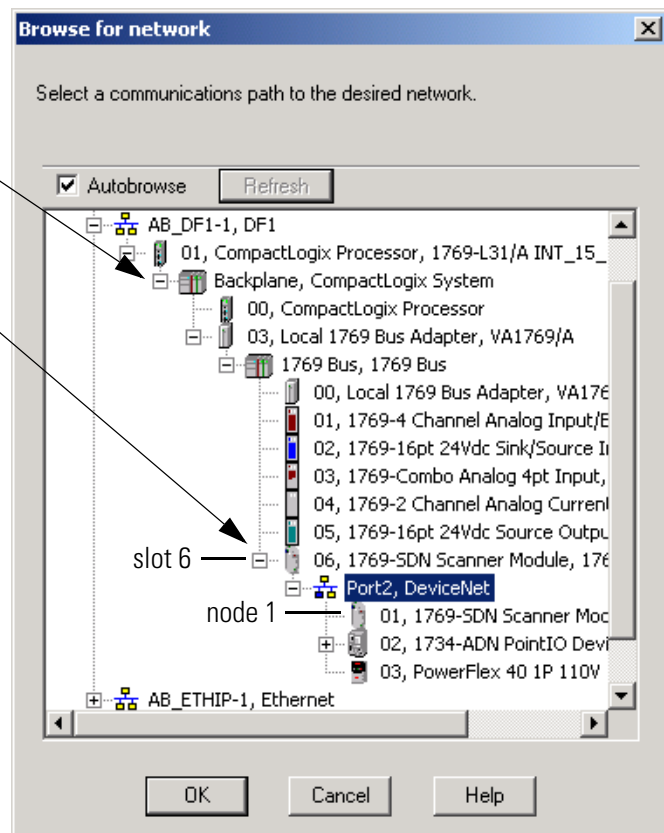 Browse for network
Select a communications path to the desired network.
Autobrowse Refresh
AB_DF1-1, DF1
01, CompactLogix Processor, 1769-L31/A INT_15_
Backplane, CompactLogix System
00, CompactLogix Processor
03, Local 1769 Bus Adapter, VA1769/A
1769 Bus, 1769 Bus
00, Local 1769 Bus Adapter, VA176
01, 1769-4 Channel Analog Input/
02, 1769-16pt 24Vdc Sink/Source
03, 1769-Combo Analog 4pt Input,
04, 1769-2 Channel Analog Current
05, 1769-16pt 24Vdc Source Outpu
slot 6 06, 1769-SDN Scanner Module, 176
Port2, DeviceNet
node 1 01, 1769-SDN Scanner Moc
02, 1734-ADN PointIO Devi
03, PowerFlex 40 1P 110V
AB_ETHIP-1, Ethernet
OK Cancel Help